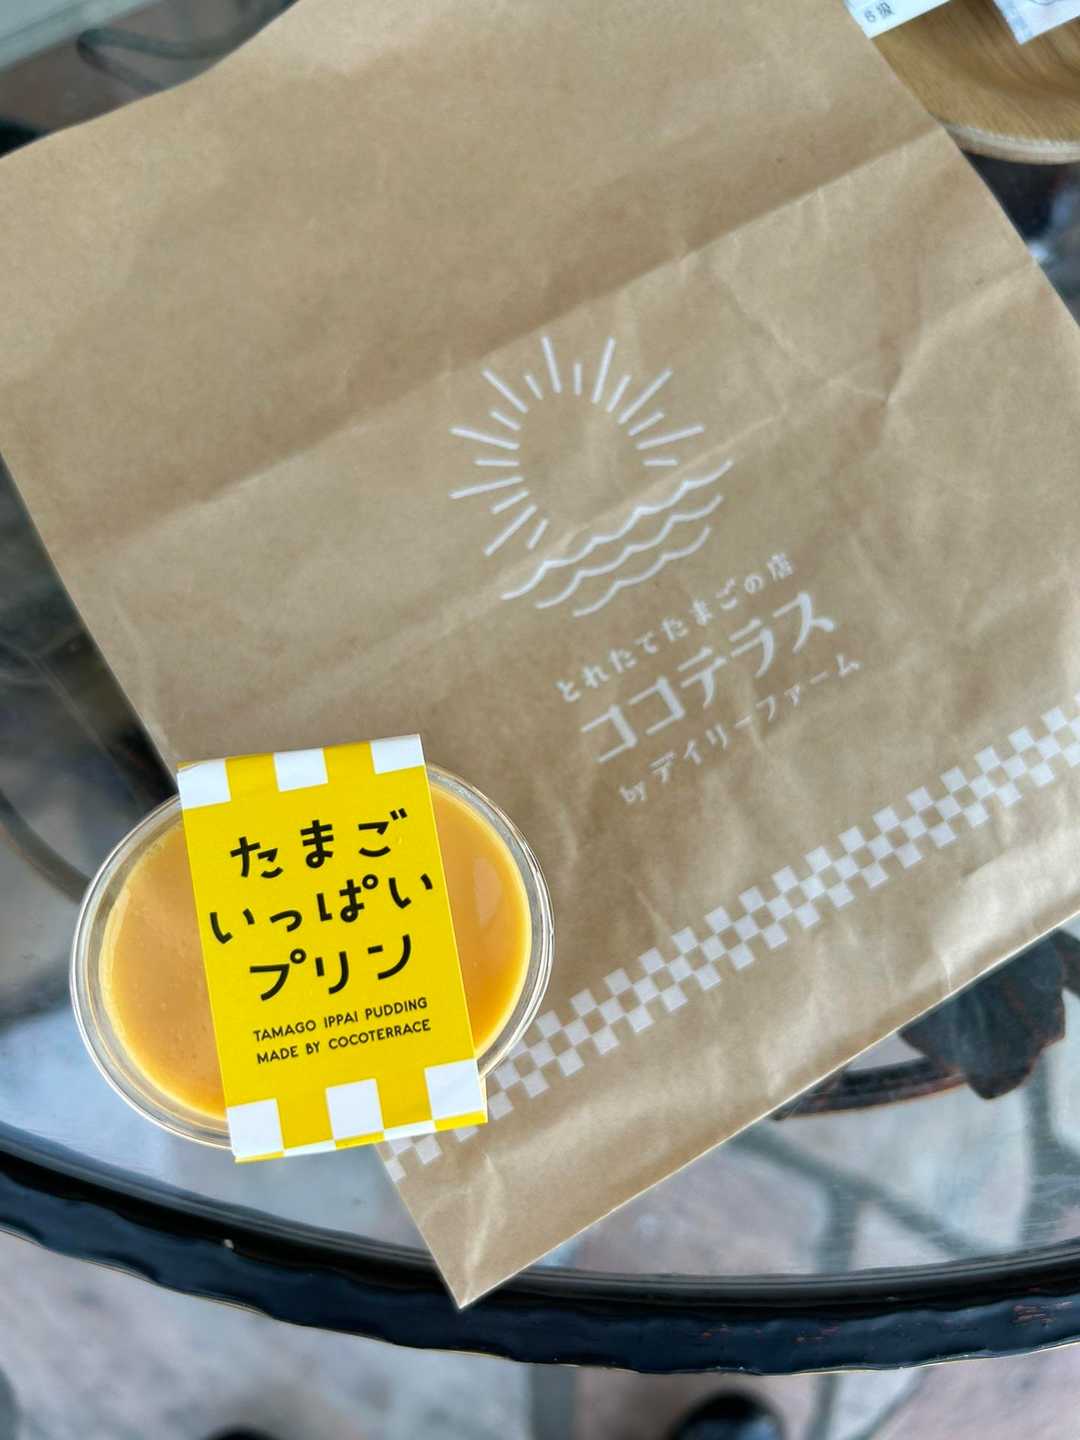 6級
とれたてたまごの店
ココテラス
by デイリーファーム
たまご
いっぱい
プリン
TAMAGO IPPAI PUDDING
MADE BY COCOTERRACE